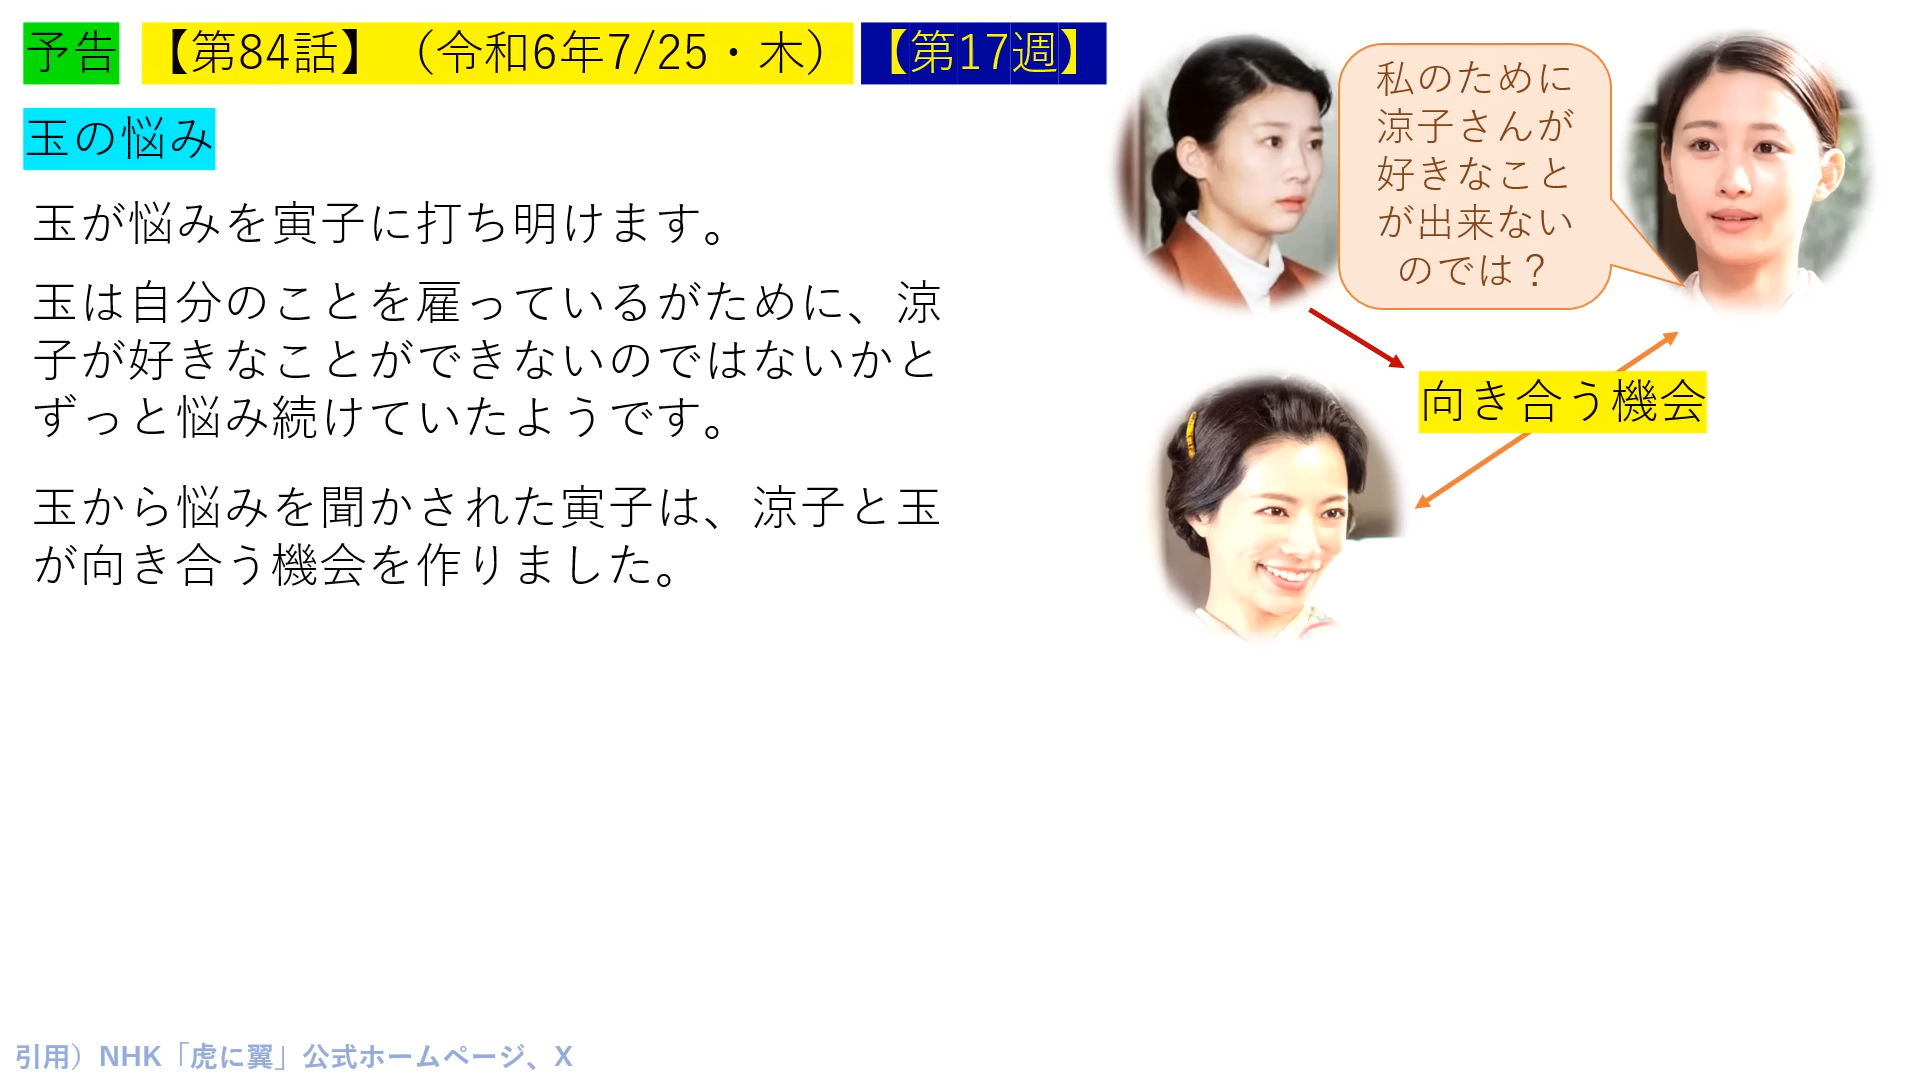 予告 【第84話】（令和6年7/25・木）【第17週】
玉の悩み
玉が悩みを寅子に打ち明けます。
玉は自分のことを雇っているがために、涼
子が好きなことができないのではないかと
ずっと悩み続けていたようです。
玉から悩みを聞かされた寅子は、涼子と玉
が向き合う機会を作りました。
私のために
涼子さんが
好きなこと
が出来ない
のでは？
向き合う機会
引用）NHK「虎に翼」公式ホームページ、X